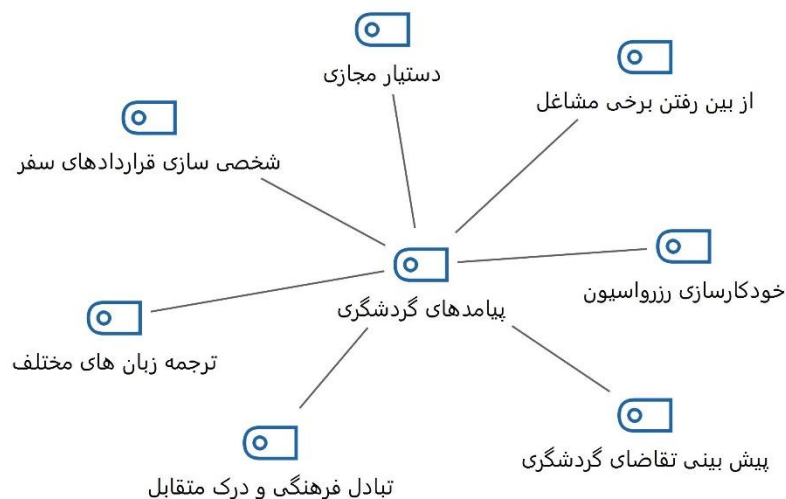 دستیار مجازی
از بین رفتن برخی مشاغل
شخصی سازی قراردادهای سفر
خودکارسازی رزرواسیون
پیامدهای گردشگری
ترجمه زبان های مختلف
پیش بینی تقاضای گردشگری
تبادل فرهنگی و درک متقابل